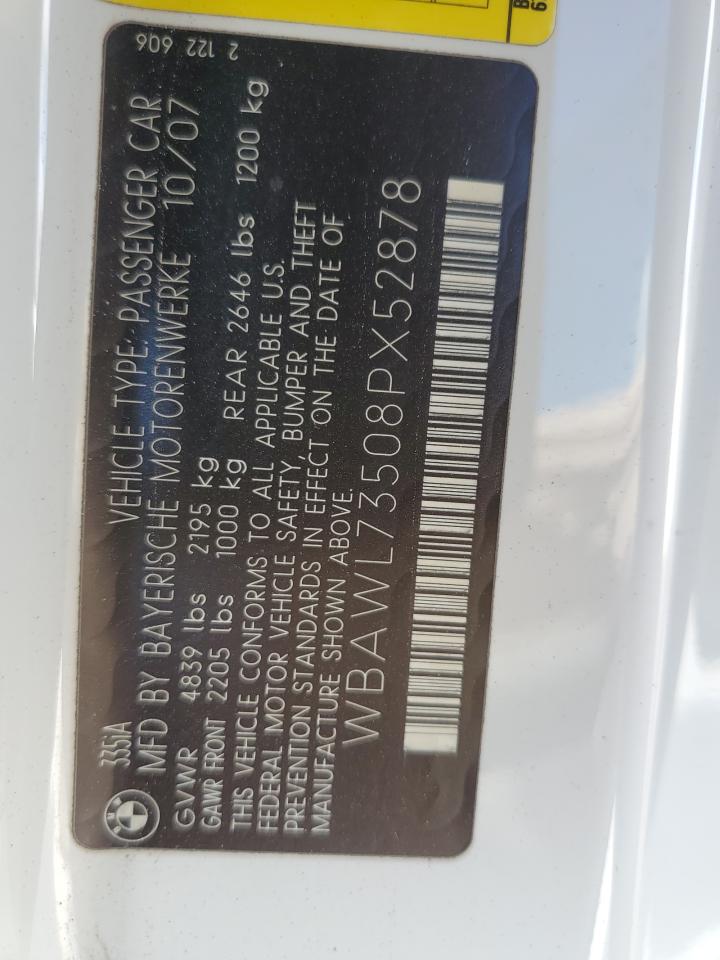 335iA VEHICLE TYPE: PASSENGER CAR
MFD BY BAYERISCHE MOTORENWERKE 10/07
GVWR 4839 lbs 2195 kg
GAWR FRONT 2205 lbs 1000 kg REAR 2646 lbs 1200 kg
THIS VEHICLE CONFORMS TO ALL APPLICABLE U.S.
FEDERAL MOTOR VEHICLE SAFETY, BUMPER AND THEFT
PREVENTION STANDARDS IN EFFECT ON THE DATE OF
MANUFACTURE SHOWN ABOVE.
WBAWL73508PX52878
2 122 606